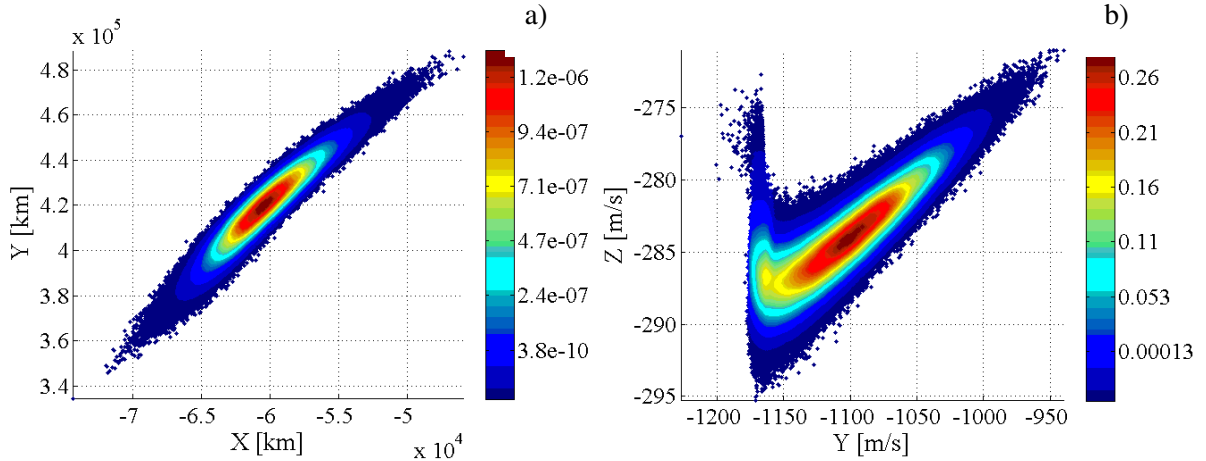 a)
x 10^5
4.8
4.6
4.4
4.2
4
3.8
3.6
3.4
Y [km]
-7 -6.5 -6 -5.5 -5
X [km]
x 10^4
1.2e-06
9.4e-07
7.1e-07
4.7e-07
2.4e-07
3.8e-10
b)
-275
-280
-285
-290
-295
Z [m/s]
-1200 -1150 -1100 -1050 -1000 -950
Y [m/s]
0.26
0.21
0.16
0.11
0.053
0.00013